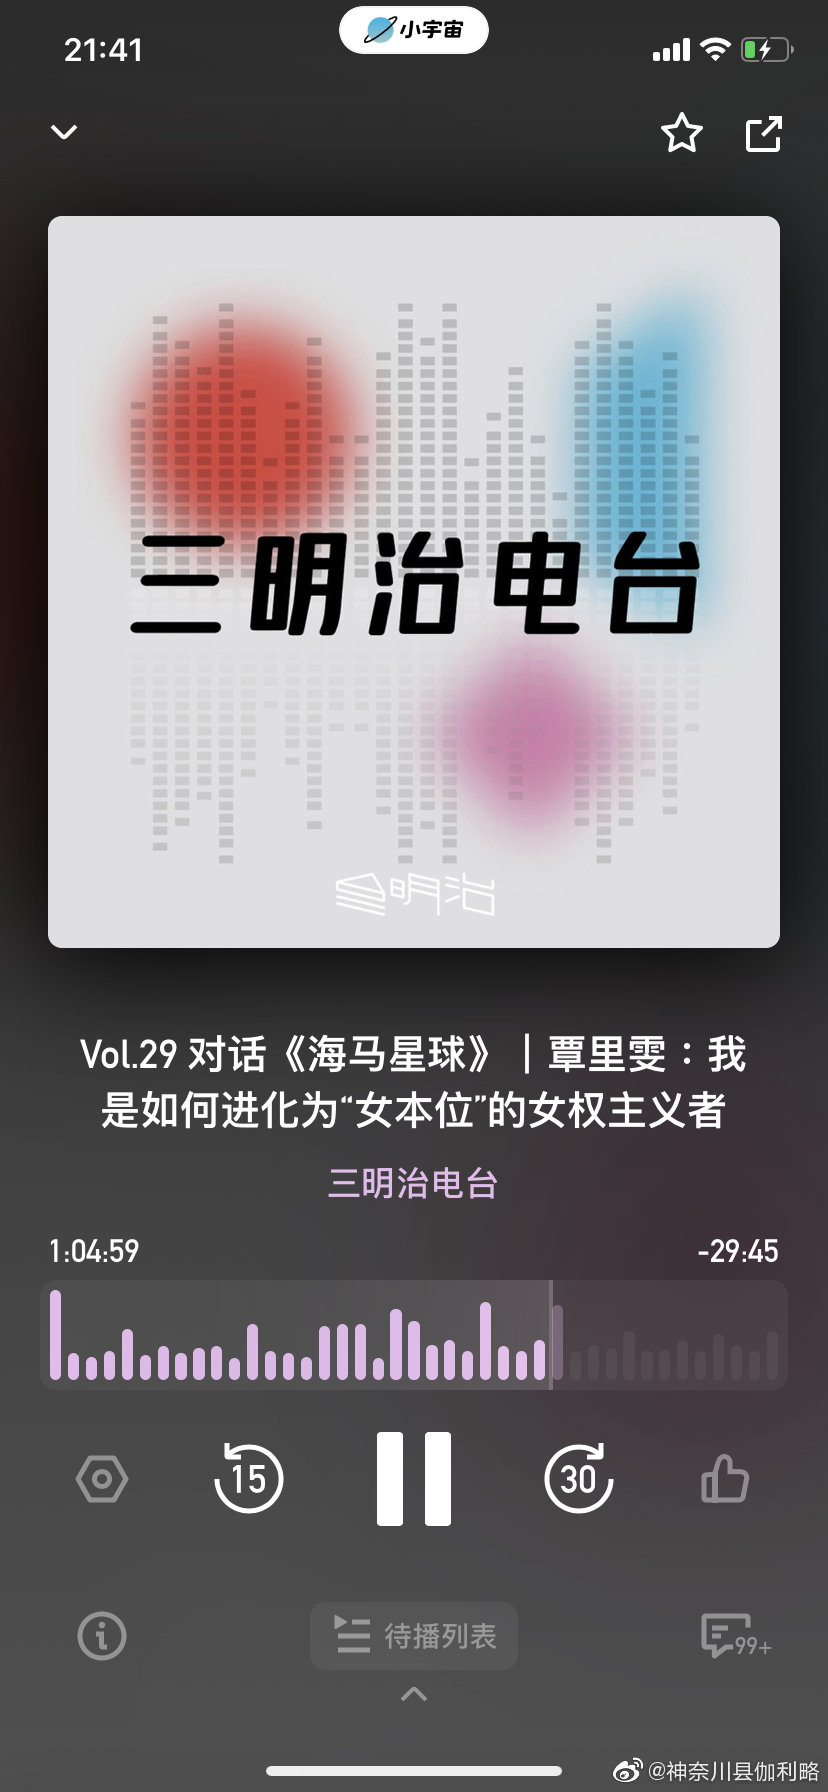 21:41
小宇宙
三明治电台
三明治
Vol.29 对话《海马星球》｜覃里雯：我
是如何进化为“女本位”的女权主义者
三明治电台
1:04:59
-29:45
15
30
待播列表
99+
@神奈川县伽利略